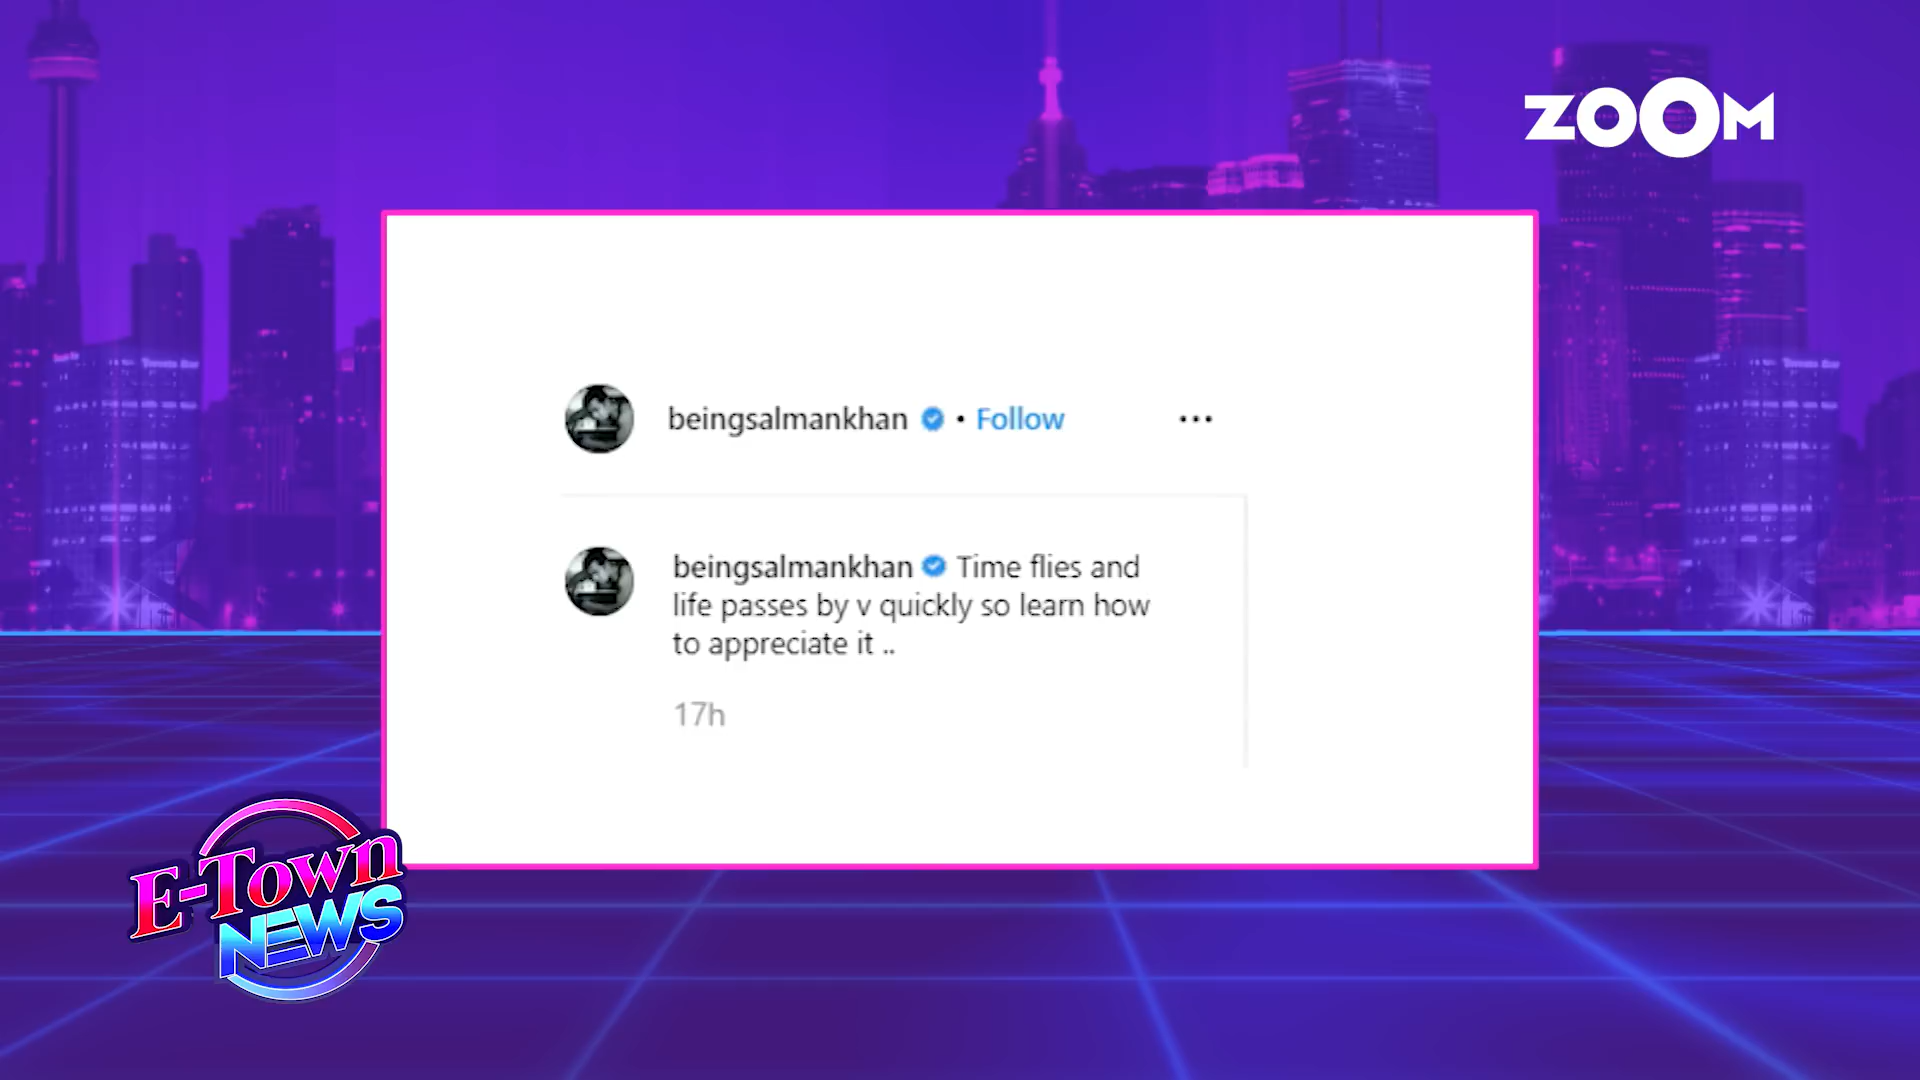 ZOOM
beingsalmankhan • Follow ...
beingsalmankhan Time flies and
life passes by v quickly so learn how
to appreciate it ..
17h
E-Town
NEWS